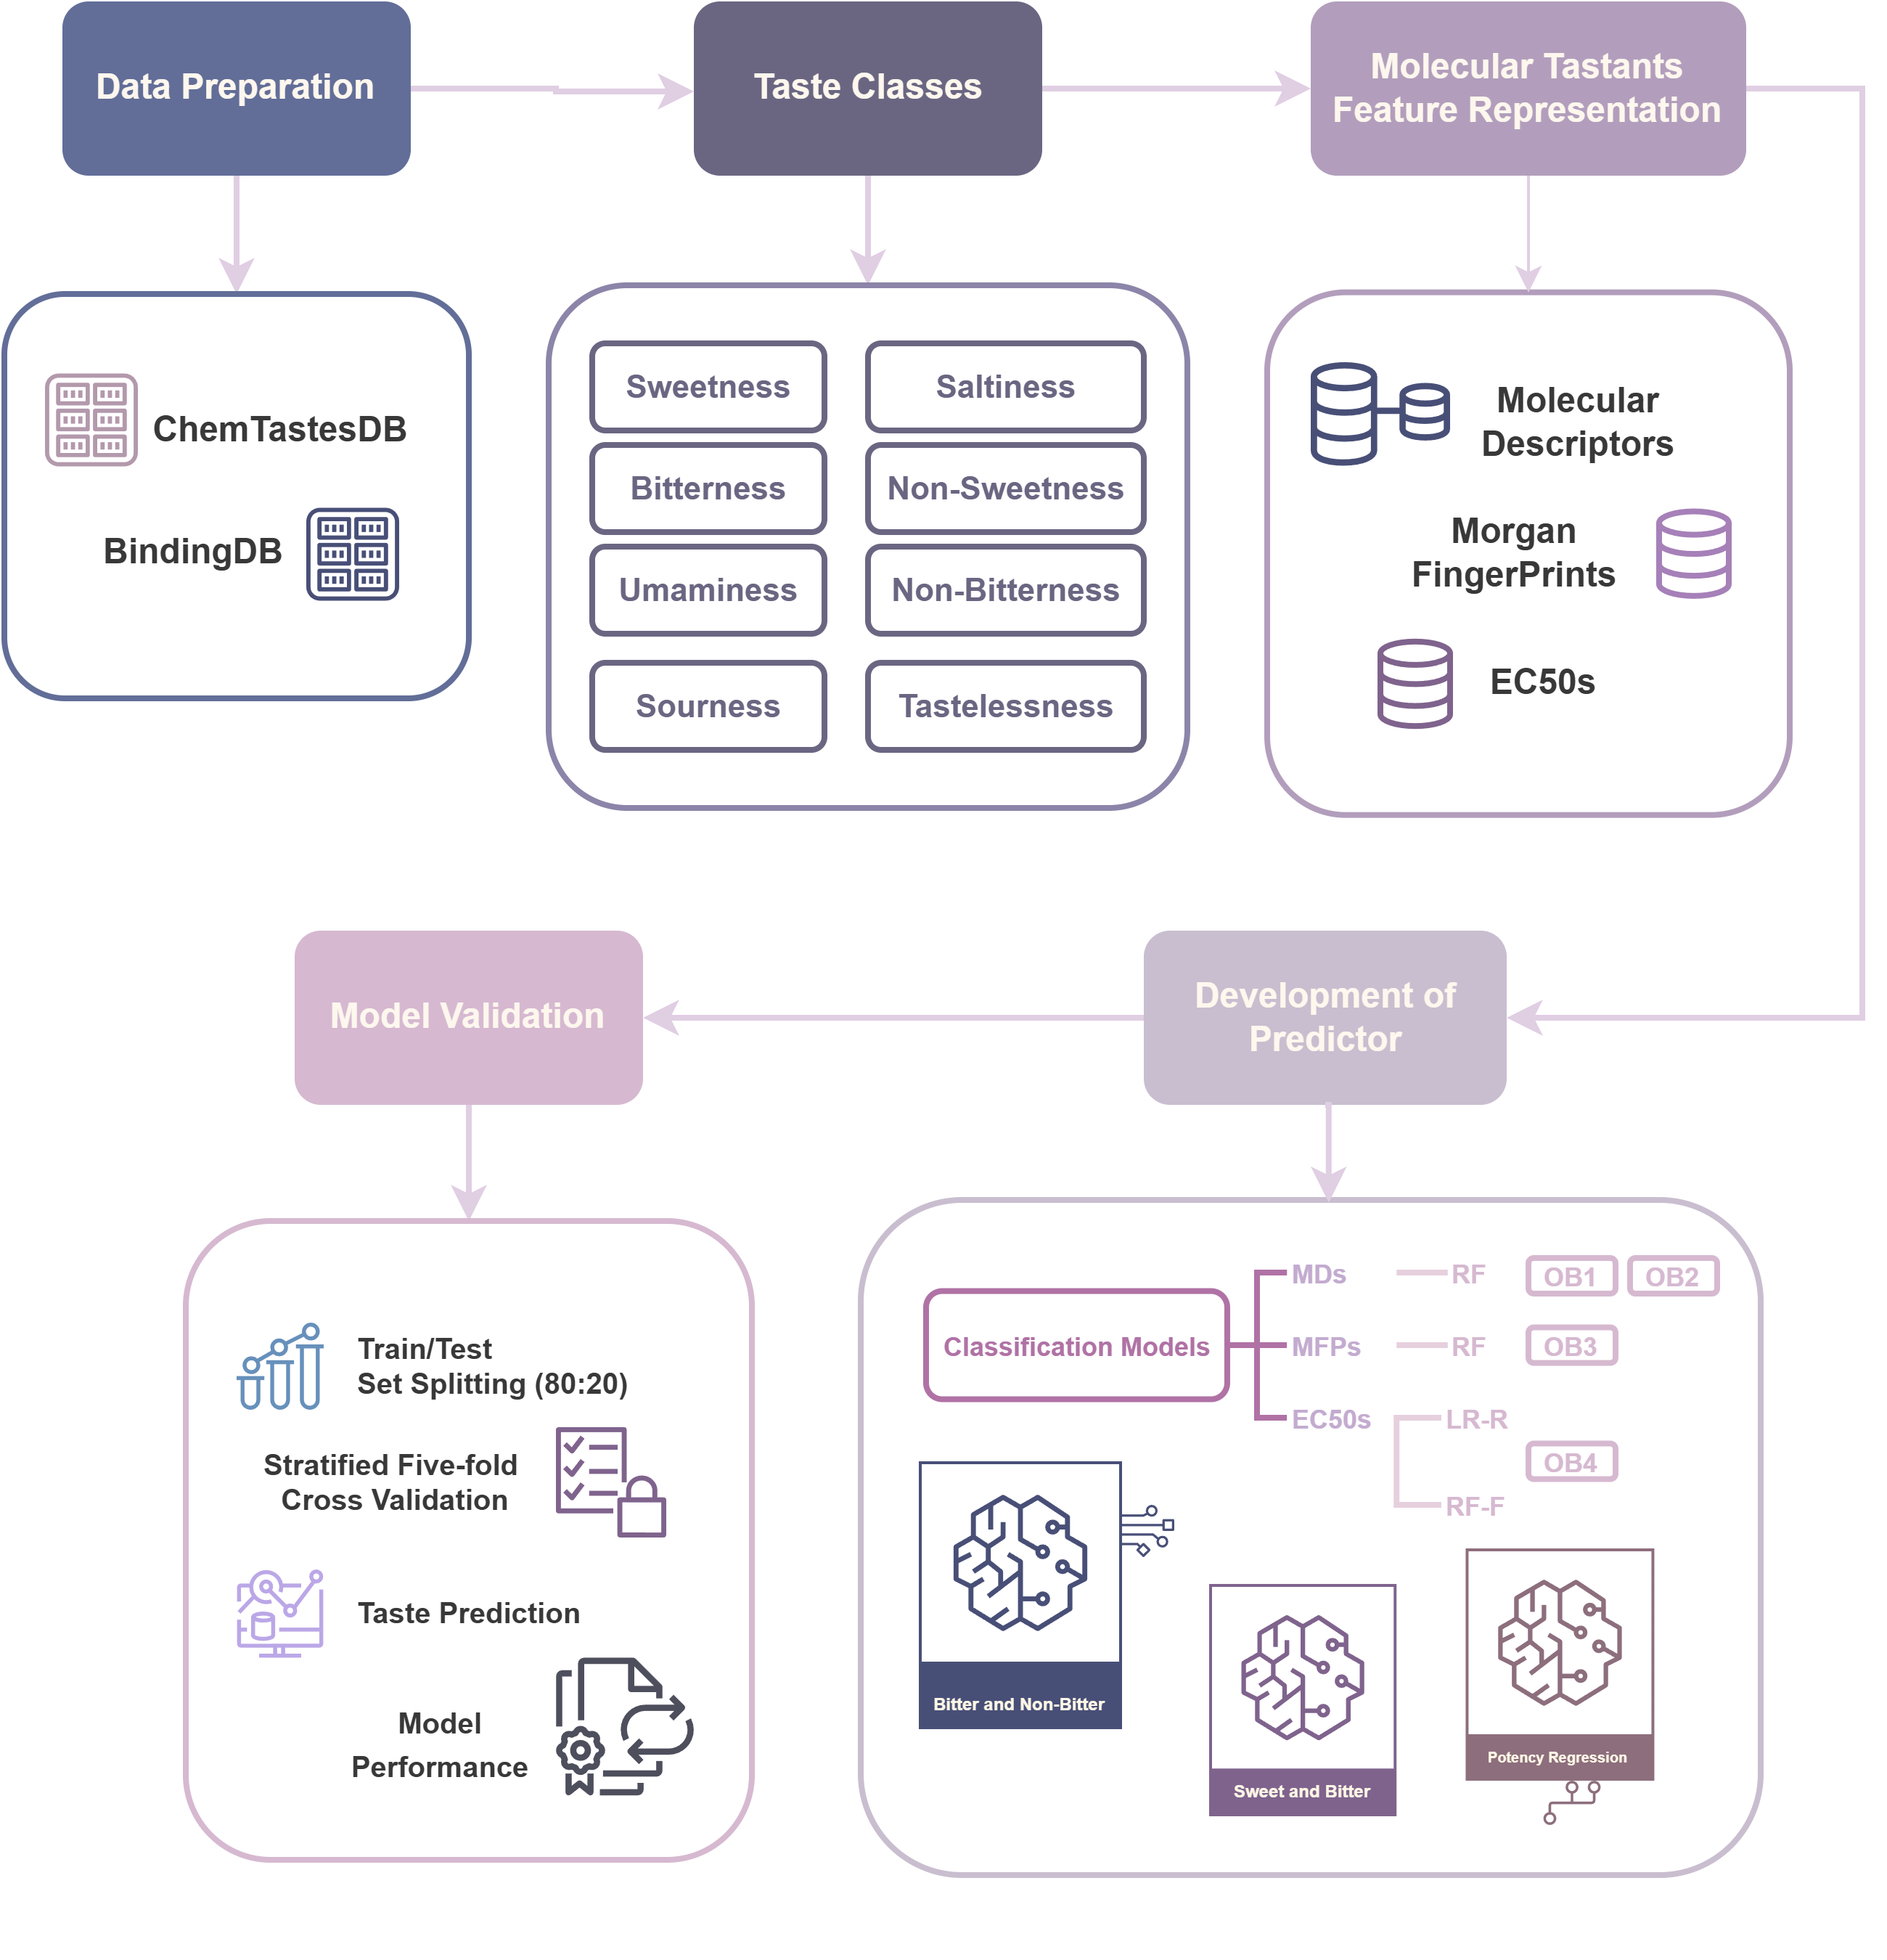 Data Preparation
Taste Classes
Molecular Tastants
Feature Representation
ChemTastesDB
BindingDB
Sweetness
Saltiness
Bitterness
Non-Sweetness
Umaminess
Non-Bitterness
Sourness
Tastelessness
Molecular
Descriptors
Morgan
FingerPrints
EC50s
Model Validation
Development of
Predictor
Train/Test
Set Splitting (80:20)
Stratified Five-fold
Cross Validation
Taste Prediction
Model
Performance
Classification Models
MDs
RF
OB1
OB2
MFPs
RF
OB3
EC50s
LR-R
OB4
RF-F
Bitter and Non-Bitter
Sweet and Bitter
Potency Regression